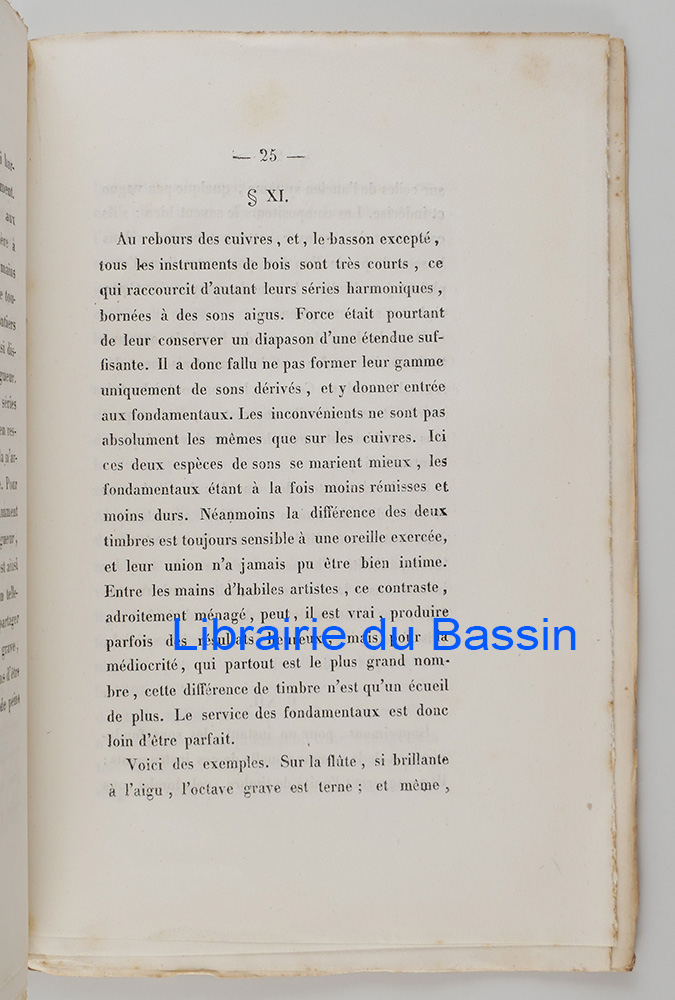 — 25 —
§ XI.
Au rebours des cuivres , et , le basson excepté ,
tous les instruments de bois sont très courts , ce
qui raccourcit d'autant leurs séries harmoniques ,
bornées à des sons aigus. Force était pourtant
de leur conserver un diapason d'une étendue suf-
fisante. Il a donc fallu ne pas former leur gamme
uniquement de sons dérivés , et y donner entrée
aux fondamentaux. Les inconvénients ne sont pas
absolument les mêmes que sur les cuivres. Ici
ces deux espèces de sons se marient mieux , les
fondamentaux étant à la fois moins rémisses et
moins durs. Néanmoins la différence des deux
timbres est toujours sensible à une oreille exercée,
et leur union n'a jamais pu être bien intime.
Entre les mains d'habiles artistes , ce contraste ,
adroitement ménagé , peut , il est vrai , produire
parfois des résultats heureux , mais pour la
médiocrité, qui partout est le plus grand nom-
bre , cette différence de timbre n'est qu'un écueil
de plus. Le service des fondamentaux est donc
loin d'être parfait.
Voici des exemples. Sur la flûte , si brillante
à l'aigu , l'octave grave est terne ; et même ,
Librairie du Bassin
aux
mains
séries
grave ,